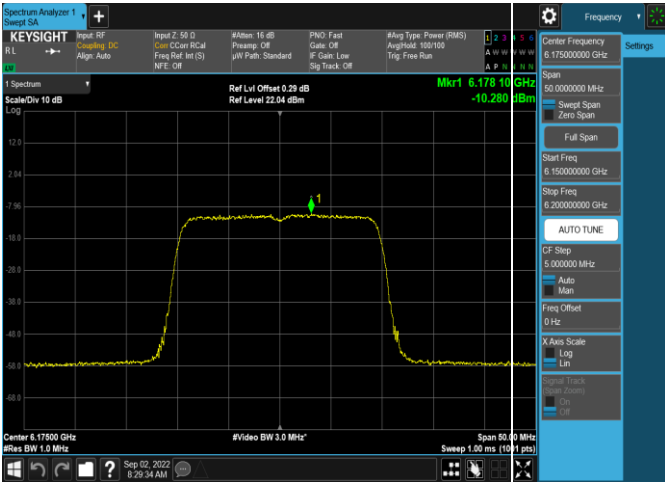 Spectrum Analyzer 1
Swept SA
Frequency
KEYSIGHT
RL
Input: RF
Coupling: DC
Align: Auto
Input Z: 50 Ω
Corr CCorr RCal
Freq Ref: Int (S)
NFE: Off
#Atten: 16 dB
Preamp: Off
µW Path: Standard
PNO: Fast
Gate: Off
IF Gain: Low
Sig Track: Off
#Avg Type: Power (RMS)
Avg|Hold: 100/100
Trig: Free Run
1 2 3 4 5 6
A W W W W W
A P N N N N
1 Spectrum
Scale/Div 10 dB
Log
Ref Lvl Offset 0.29 dB
Ref Level 22.04 dBm
Mkr1 6.178 10 GHz
-10.280 dBm
12.0
2.04
-7.96
-18.0
-28.0
-38.0
-48.0
-58.0
-68.0
1
Center 6.17500 GHz
#Res BW 1.0 MHz
#Video BW 3.0 MHz*
Span 50.00 MHz
Sweep 1.00 ms (1001 pts)
Sep 02, 2022
8:29:34 AM
Center Frequency
6.175000000 GHz
Settings
Span
50.0000000 MHz
Swept Span
Zero Span
Full Span
Start Freq
6.150000000 GHz
Stop Freq
6.200000000 GHz
AUTO TUNE
CF Step
5.000000 MHz
Auto
Man
Freq Offset
0 Hz
X Axis Scale
Log
Lin
Signal Track
(Span Zoom)
On
Off